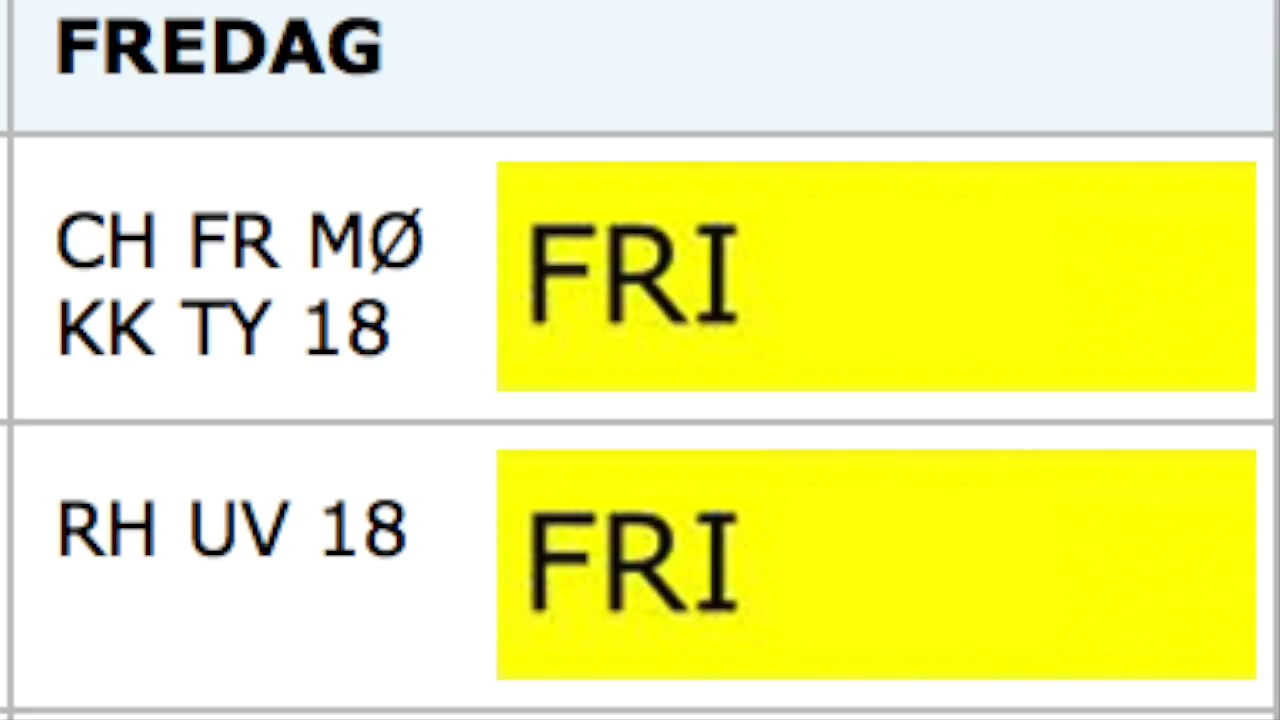 FREDAG
CH FR MØ
KK TY 18
FRI
RH UV 18
FRI